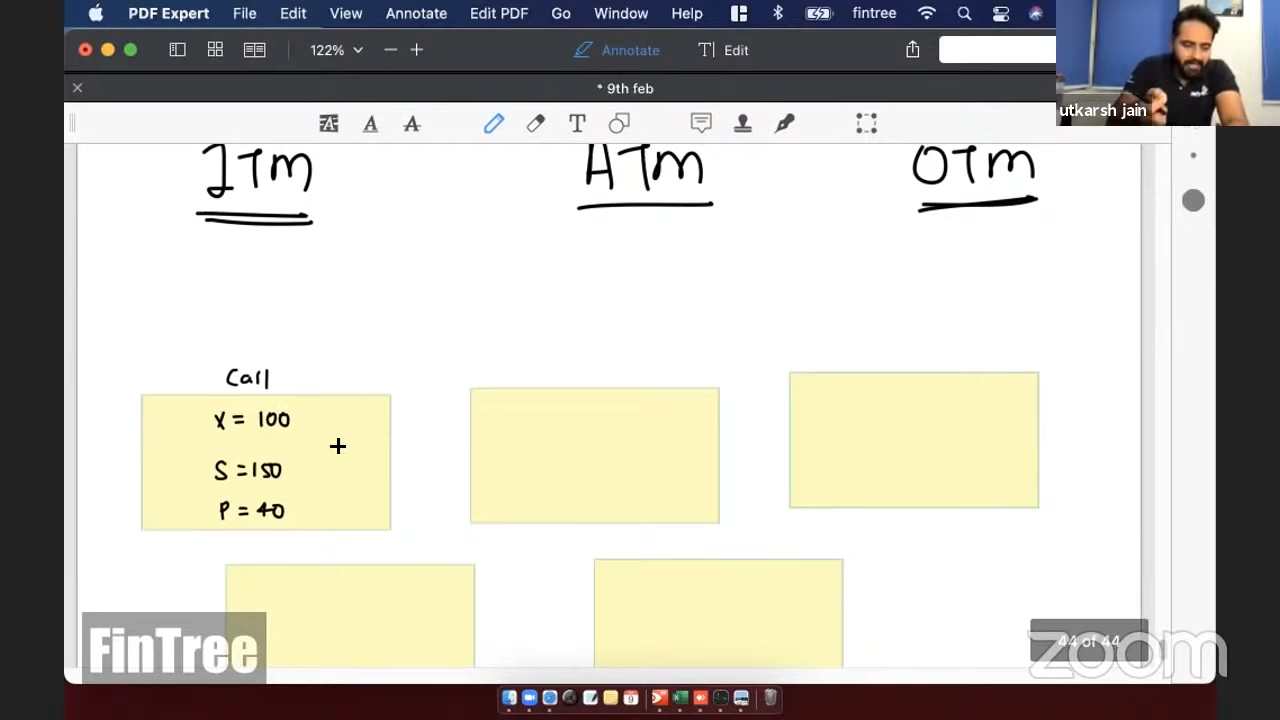 PDF Expert File Edit View Annotate Edit PDF Go Window Help fintree
122% Annotate T Edit
* 9th feb
utkarsh jain
A A A T
ITm ATm OTm
Call
X = 100
S = 150
P = 40
44 of 44
FinTree
zoom